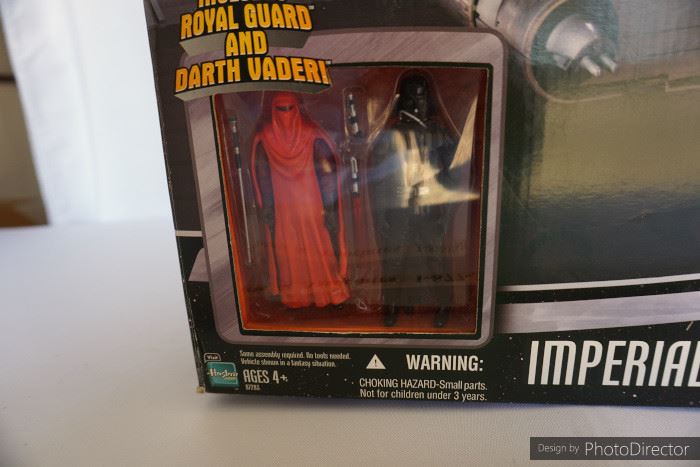 ROYAL GUARD
AND
DARTH VADER!
Some assembly required. No tools needed.
Vehicle shown in a fantasy situation.
Visit
Hasbro
AGES 4+
WARNING:
CHOKING HAZARD-Small parts.
Not for children under 3 years.
IMPERIAL
Design by PhotoDirector